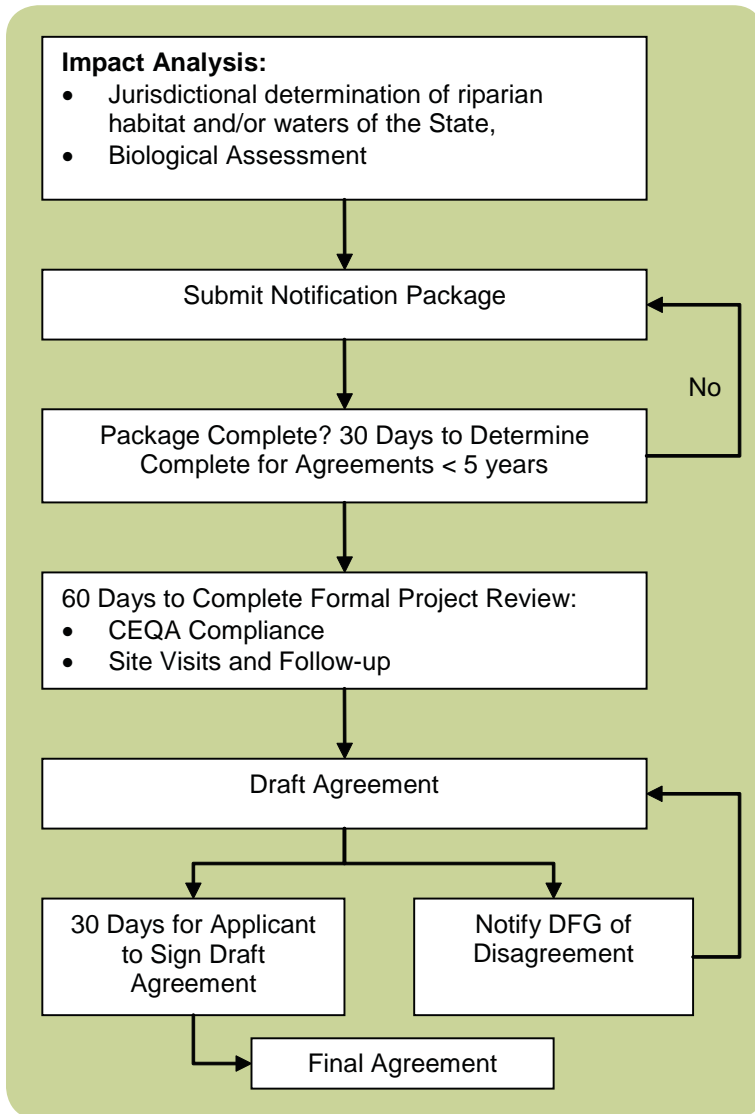 Impact Analysis:
• Jurisdictional determination of riparian
habitat and/or waters of the State,
• Biological Assessment
Submit Notification Package
No
Package Complete? 30 Days to Determine
Complete for Agreements < 5 years
60 Days to Complete Formal Project Review:
• CEQA Compliance
• Site Visits and Follow-up
Draft Agreement
30 Days for Applicant
to Sign Draft
Agreement
Notify DFG of
Disagreement
Final Agreement